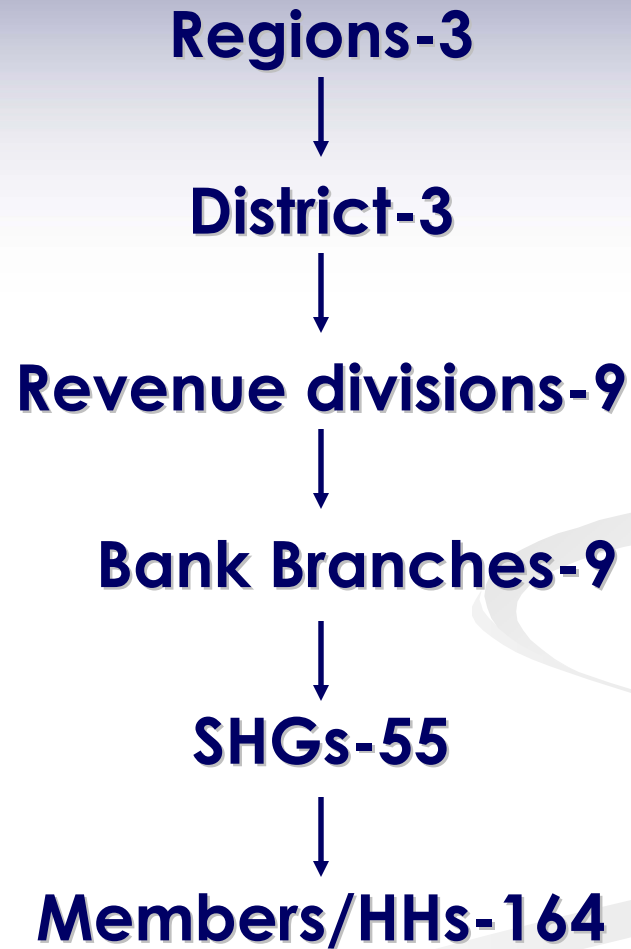 Regions-3
District-3
Revenue divisions-9
Bank Branches-9
SHGs-55
Members/HHs-164